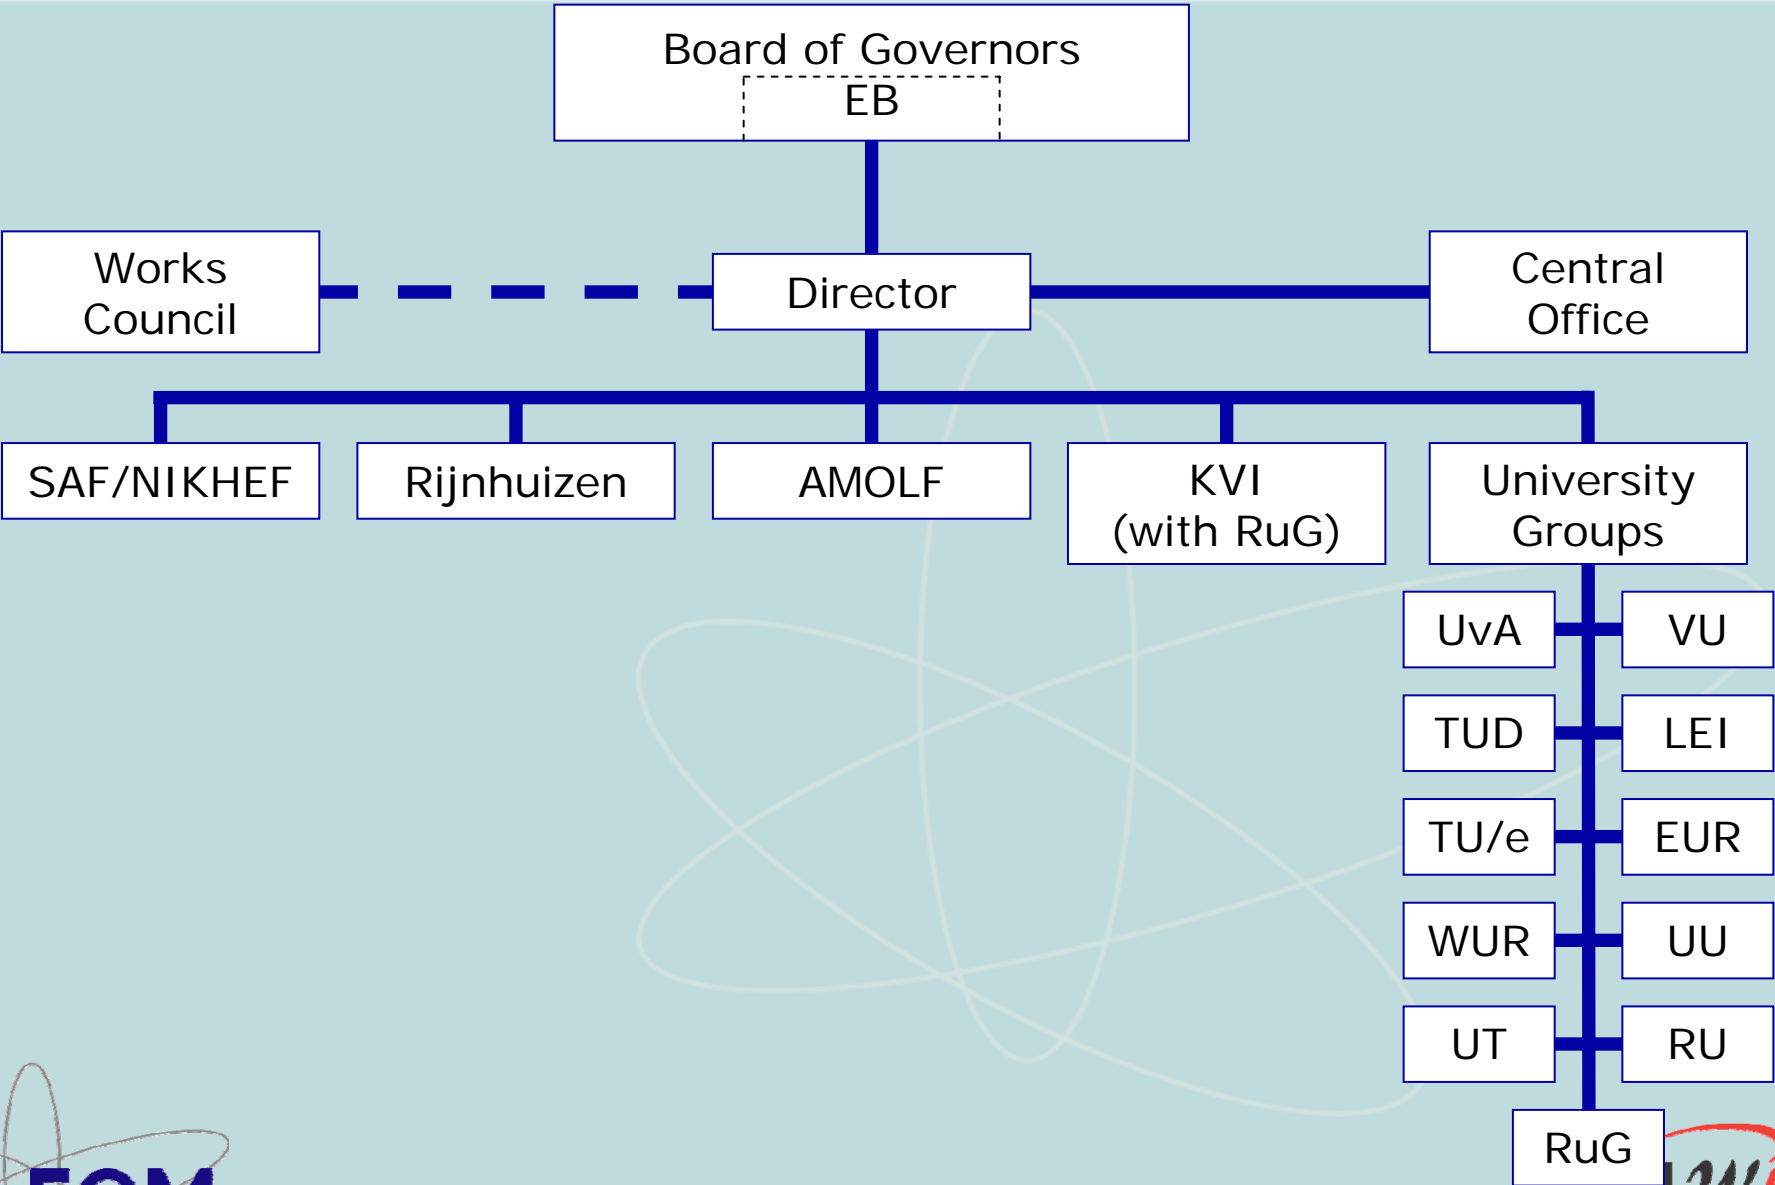 Board of Governors
EB
Works
Council
Director
Central
Office
SAF/NIKHEF
Rijnhuizen
AMOLF
KVI
(with RuG)
University
Groups
UvA
VU
TUD
LEI
TU/e
EUR
WUR
UU
UT
RU
RuG
FOM